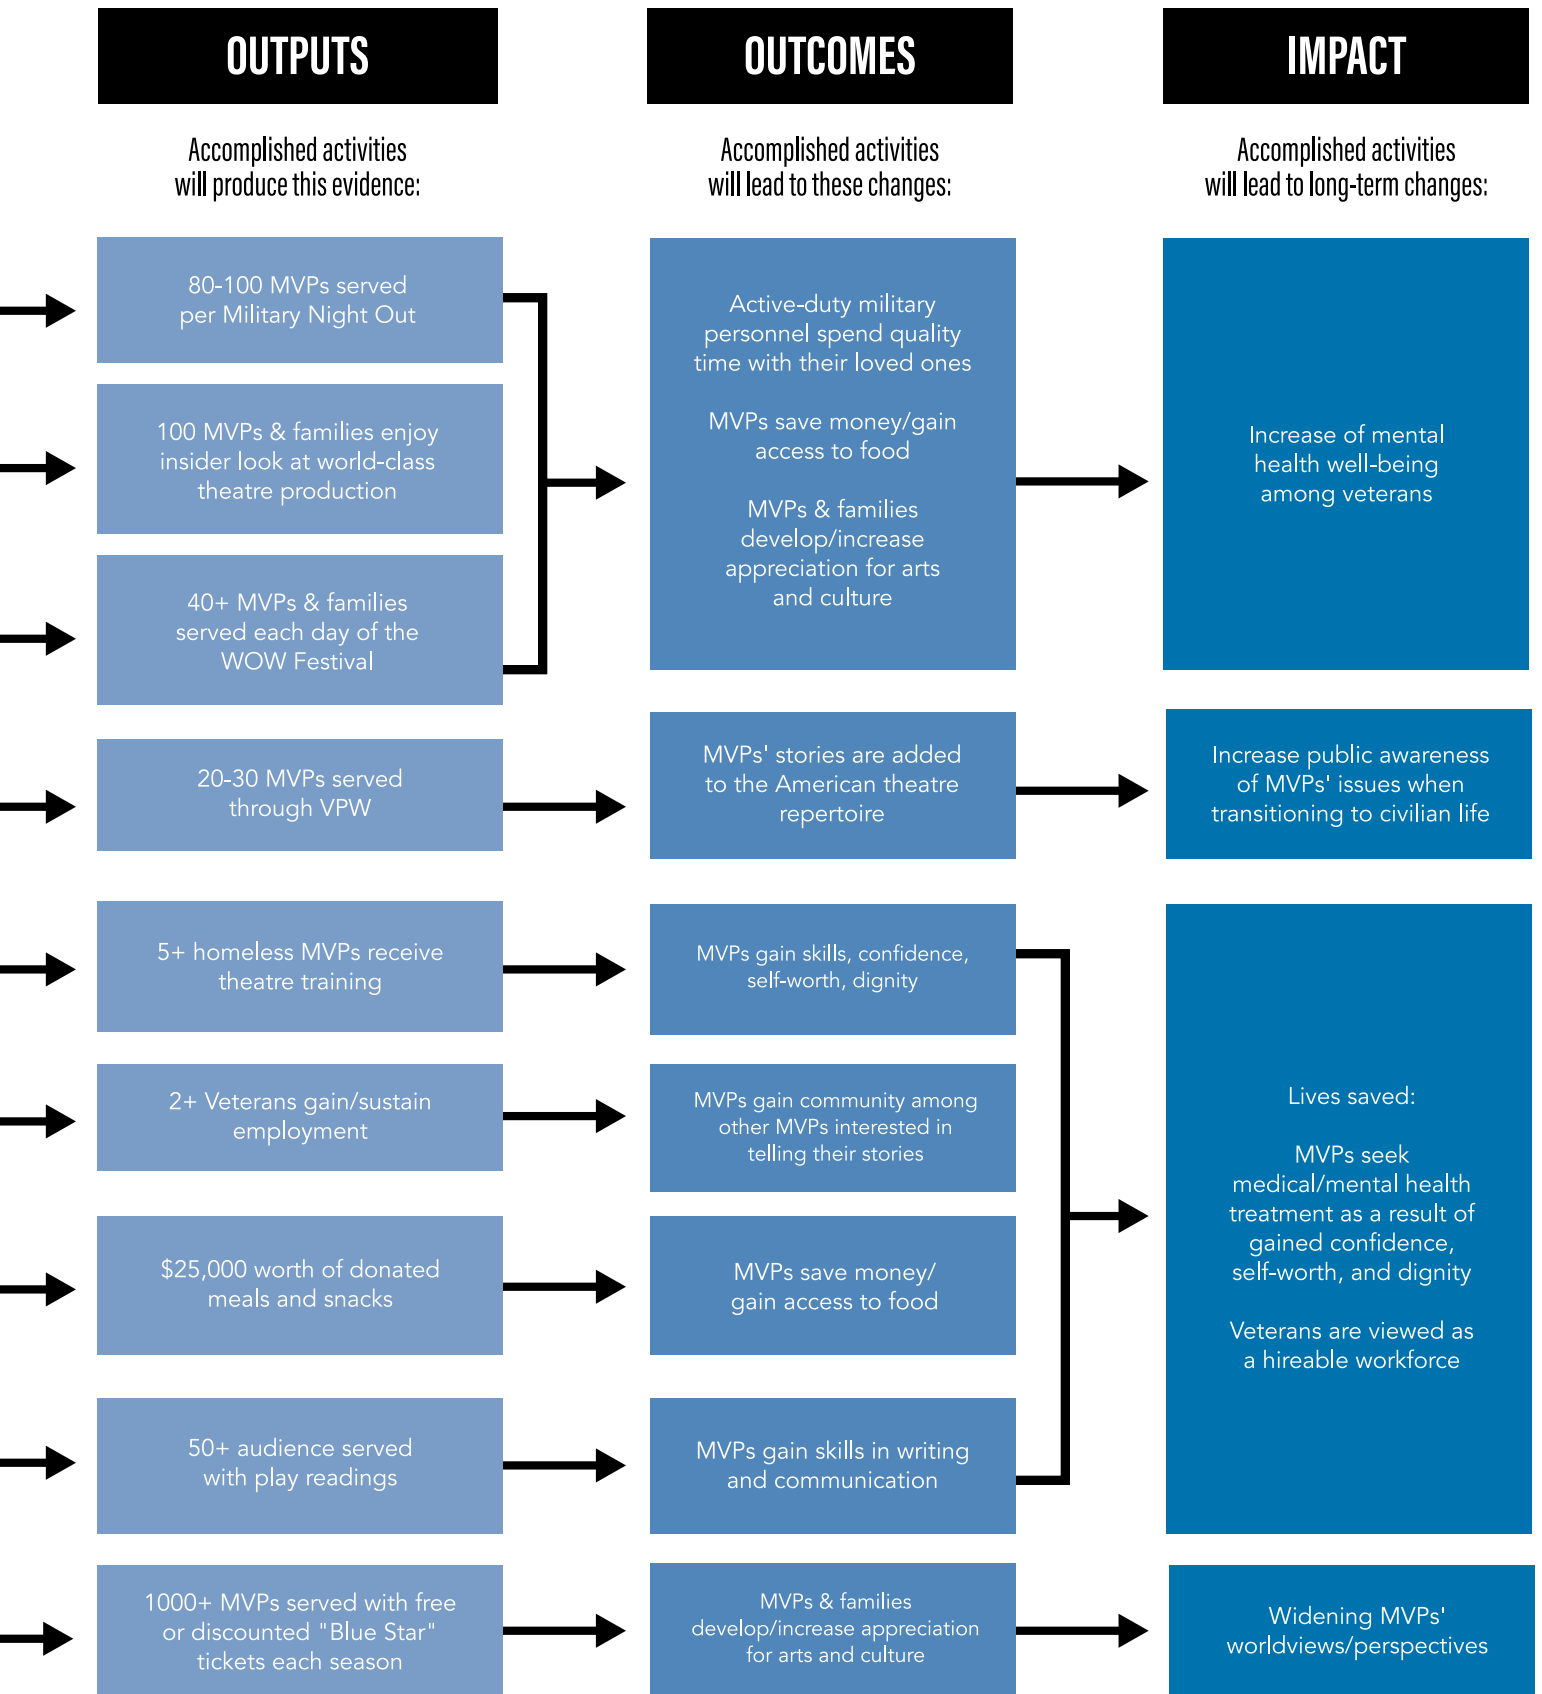 OUTPUTS
Accomplished activities
will produce this evidence:
80-100 MVPs served
per Military Night Out
100 MVPs & families enjoy
insider look at world-class
theatre production
40+ MVPs & families
served each day of the
WOW Festival
20-30 MVPs served
through VPW
5+ homeless MVPs receive
theatre training
2+ Veterans gain/sustain
employment
$25,000 worth of donated
meals and snacks
50+ audience served
with play readings
1000+ MVPs served with free
or discounted "Blue Star"
tickets each season
OUTCOMES
Accomplished activities
will lead to these changes:
Active-duty military
personnel spend quality
time with their loved ones
MVPs save money/gain
access to food
MVPs & families
develop/increase
appreciation for arts
and culture
MVPs' stories are added
to the American theatre
repertoire
MVPs gain skills, confidence,
self-worth, dignity
MVPs gain community among
other MVPs interested in
telling their stories
MVPs save money/
gain access to food
MVPs gain skills in writing
and communication
MVPs & families
develop/increase appreciation
for arts and culture
IMPACT
Accomplished activities
will lead to long-term changes:
Increase of mental
health well-being
among veterans
Increase public awareness
of MVPs' issues when
transitioning to civilian life
Lives saved:
MVPs seek
medical/mental health
treatment as a result of
gained confidence,
self-worth, and dignity
Veterans are viewed as
a hireable workforce
Widening MVPs'
worldviews/perspectives